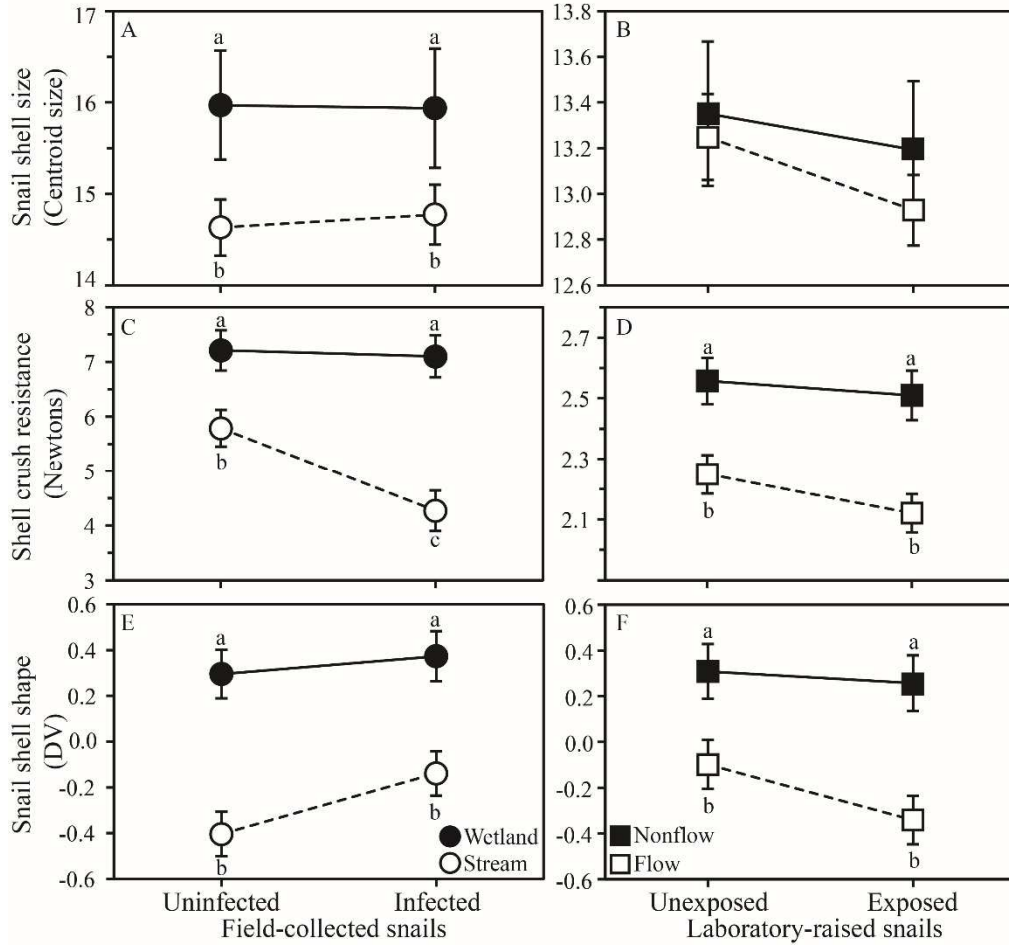 Snail shell size
(Centroid size)
A
17
16
15
14
a
a
b
b
B
13.8
13.6
13.4
13.2
13.0
12.8
12.6
Shell crush resistance
(Newtons)
C
8
7
6
5
4
3
a
a
b
c
D
2.7
2.5
2.3
2.1
a
a
b
b
Snail shell shape
(DV)
E
0.6
0.4
0.2
0.0
-0.2
-0.4
-0.6
a
a
b
b
Wetland
Stream
F
0.6
0.4
0.2
0.0
-0.2
-0.4
-0.6
a
a
b
b
Nonflow
Flow
Uninfected Infected
Field-collected snails
Unexposed Exposed
Laboratory-raised snails